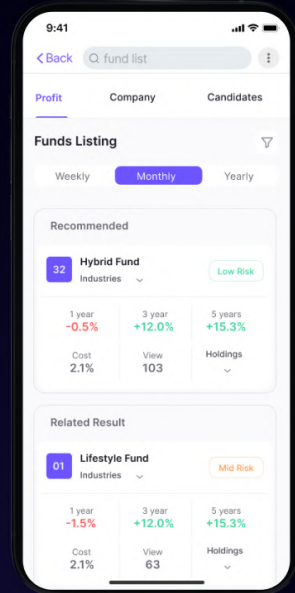 9:41
Back fund list
Profit Company Candidates
Funds Listing
Weekly Monthly Yearly
Recommended
32 Hybrid Fund Low Risk
Industries
1 year 3 year 5 years
-0.5% +12.0% +15.3%
Cost View Holdings
2.1% 103
Related Result
01 Lifestyle Fund Mid Risk
Industries
1 year 3 year 5 years
-1.5% +12.0% +15.3%
Cost View Holdings
2.1% 63